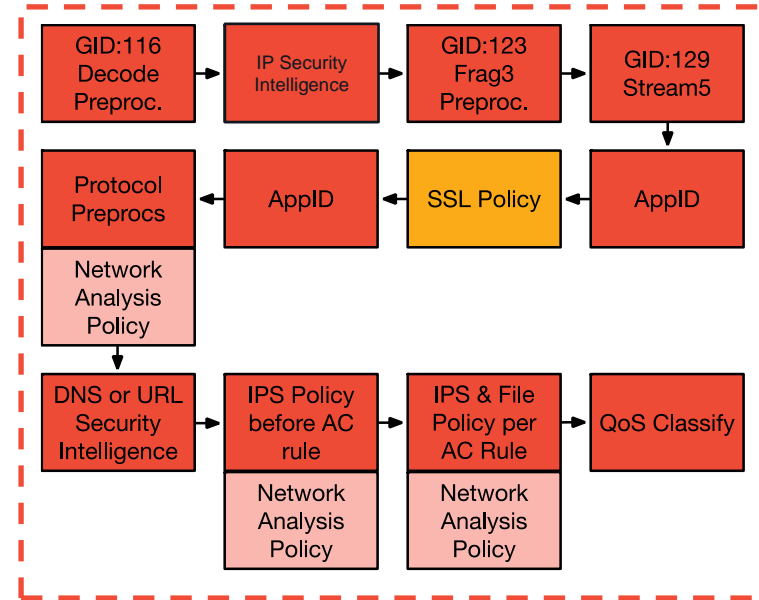 GID:116
Decode
Preproc.
IP Security
Intelligence
GID:123
Frag3
Preproc.
GID:129
Stream5
Protocol
Preprocs
AppID
SSL Policy
AppID
Network
Analysis
Policy
DNS or URL
Security
Intelligence
IPS Policy
before AC
rule
IPS & File
Policy per
AC Rule
QoS Classify
Network
Analysis
Policy
Network
Analysis
Policy